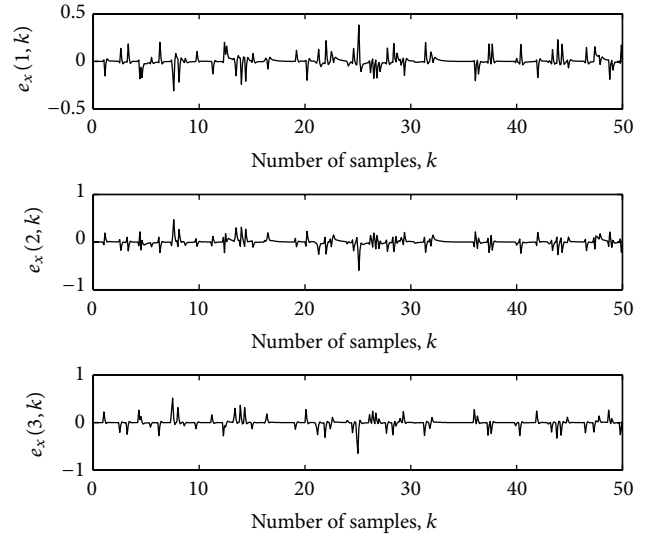 0.5
0
−0.5
e_x(1, k)
0 10 20 30 40 50
Number of samples, k
1
0
−1
e_x(2, k)
0 10 20 30 40 50
Number of samples, k
1
0
−1
e_x(3, k)
0 10 20 30 40 50
Number of samples, k